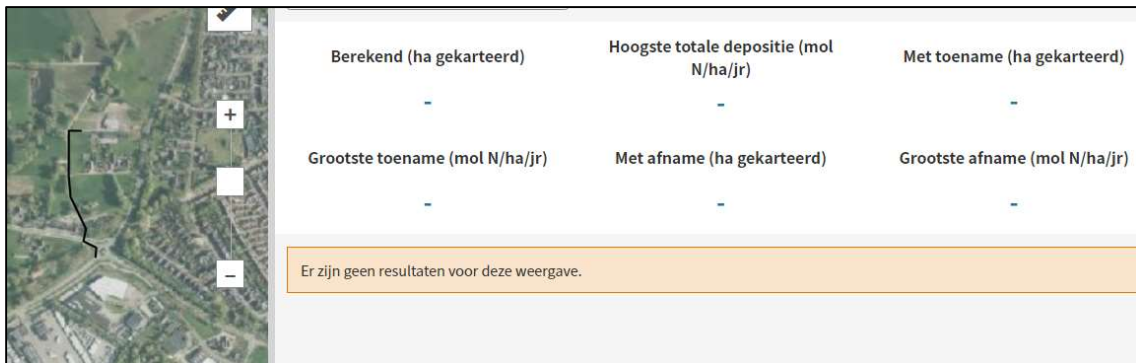 Berekend (ha gekarteerd)
Hoogste totale depositie (mol
N/ha/jr)
Met toename (ha gekarteerd)
-
-
-
Grootste toename (mol N/ha/jr)
Met afname (ha gekarteerd)
Grootste afname (mol N/ha/jr)
-
-
-
+
–
Er zijn geen resultaten voor deze weergave.